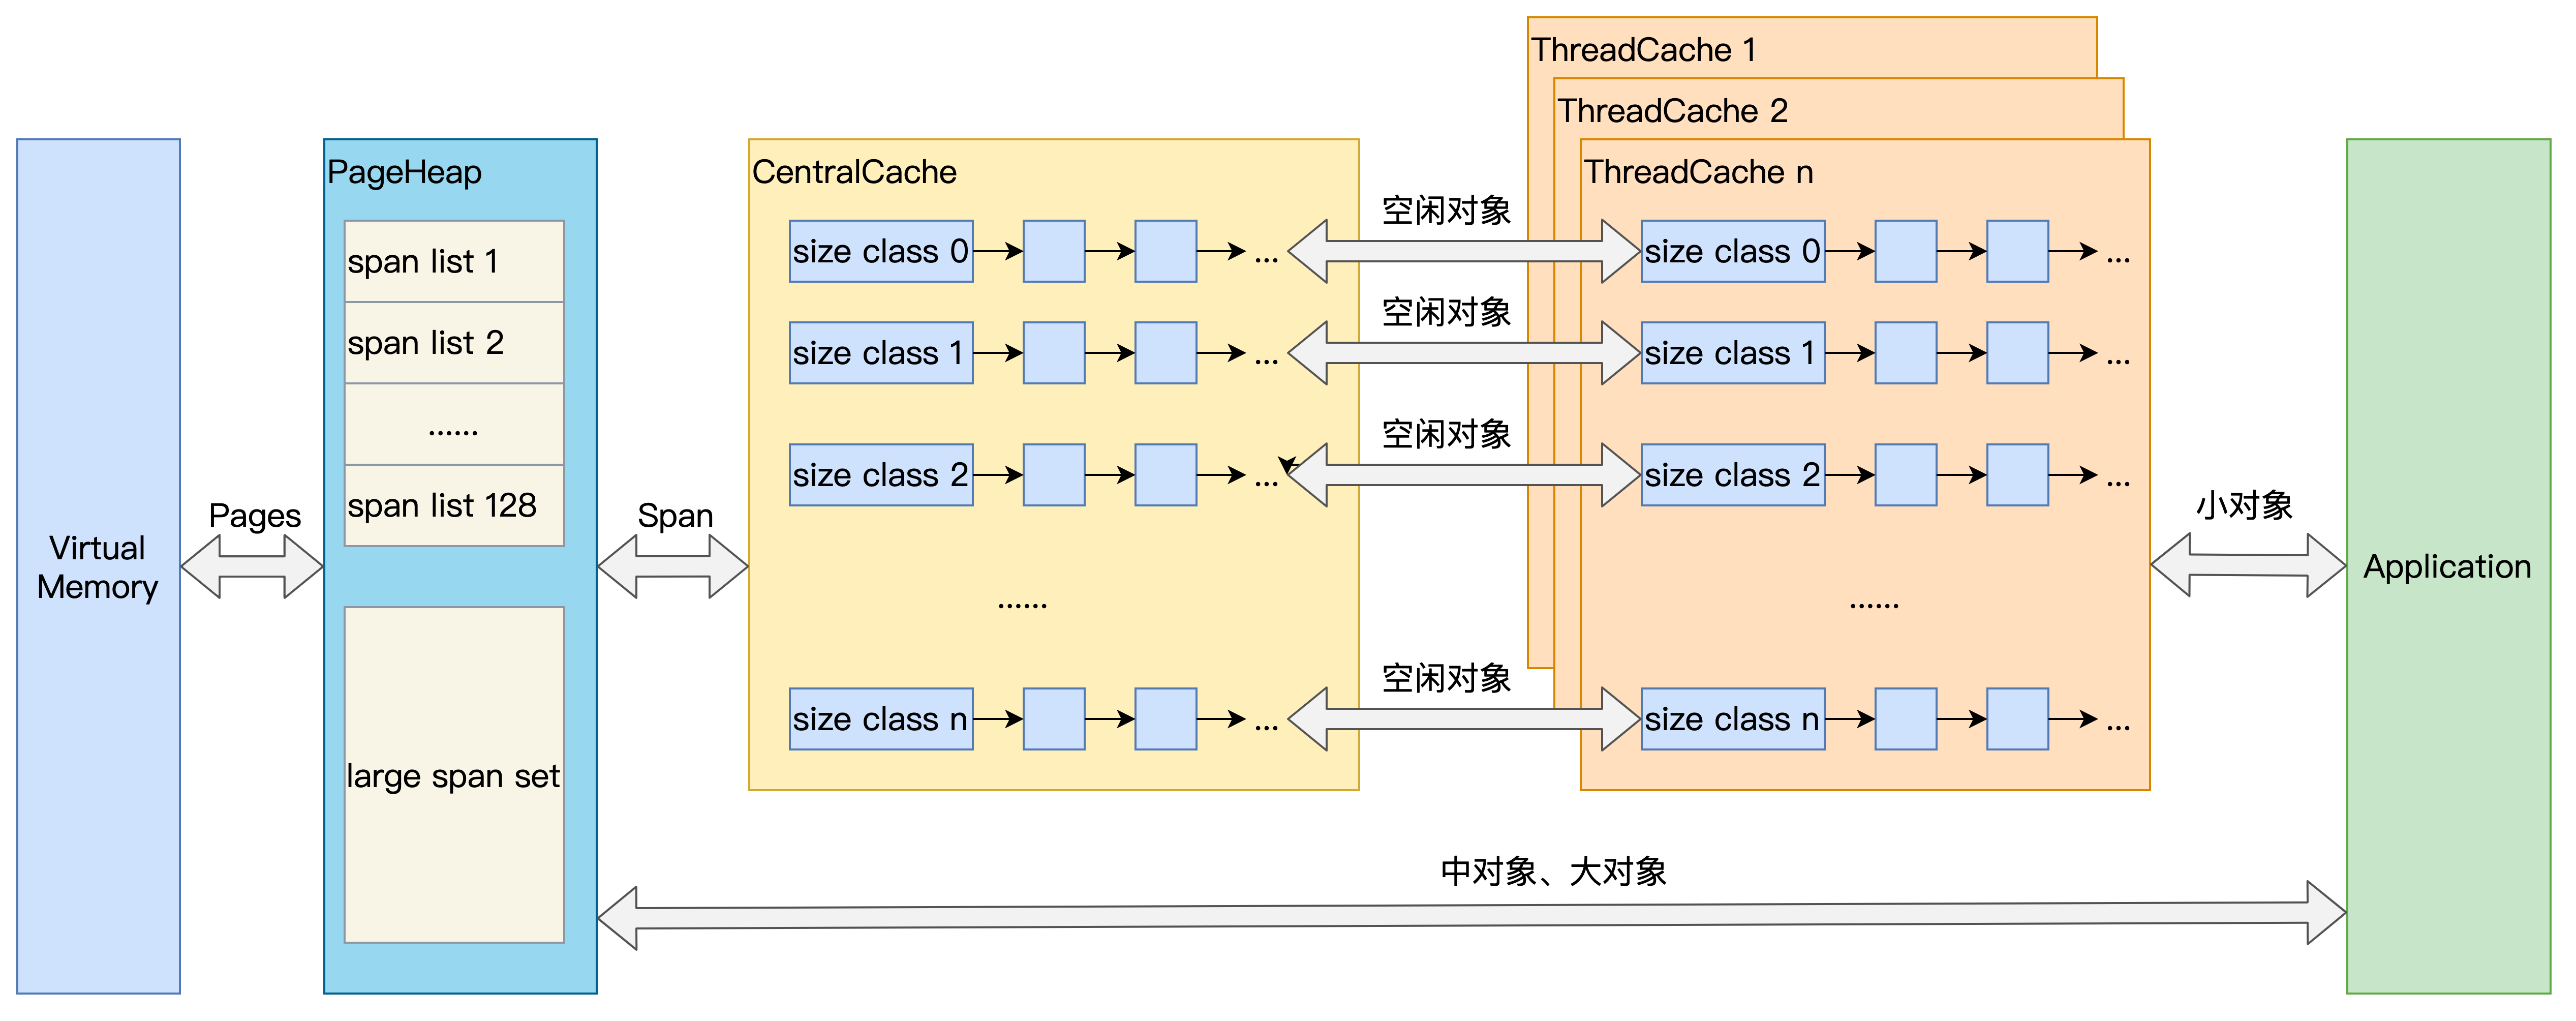 Virtual
Memory
Pages
PageHeap
span list 1
span list 2
......
span list 128
large span set
Span
CentralCache
size class 0
...
size class 1
...
size class 2
...
......
size class n
...
空闲对象
空闲对象
空闲对象
空闲对象
ThreadCache 1
ThreadCache 2
ThreadCache n
size class 0
...
size class 1
...
size class 2
...
......
size class n
...
小对象
中对象、大对象
Application